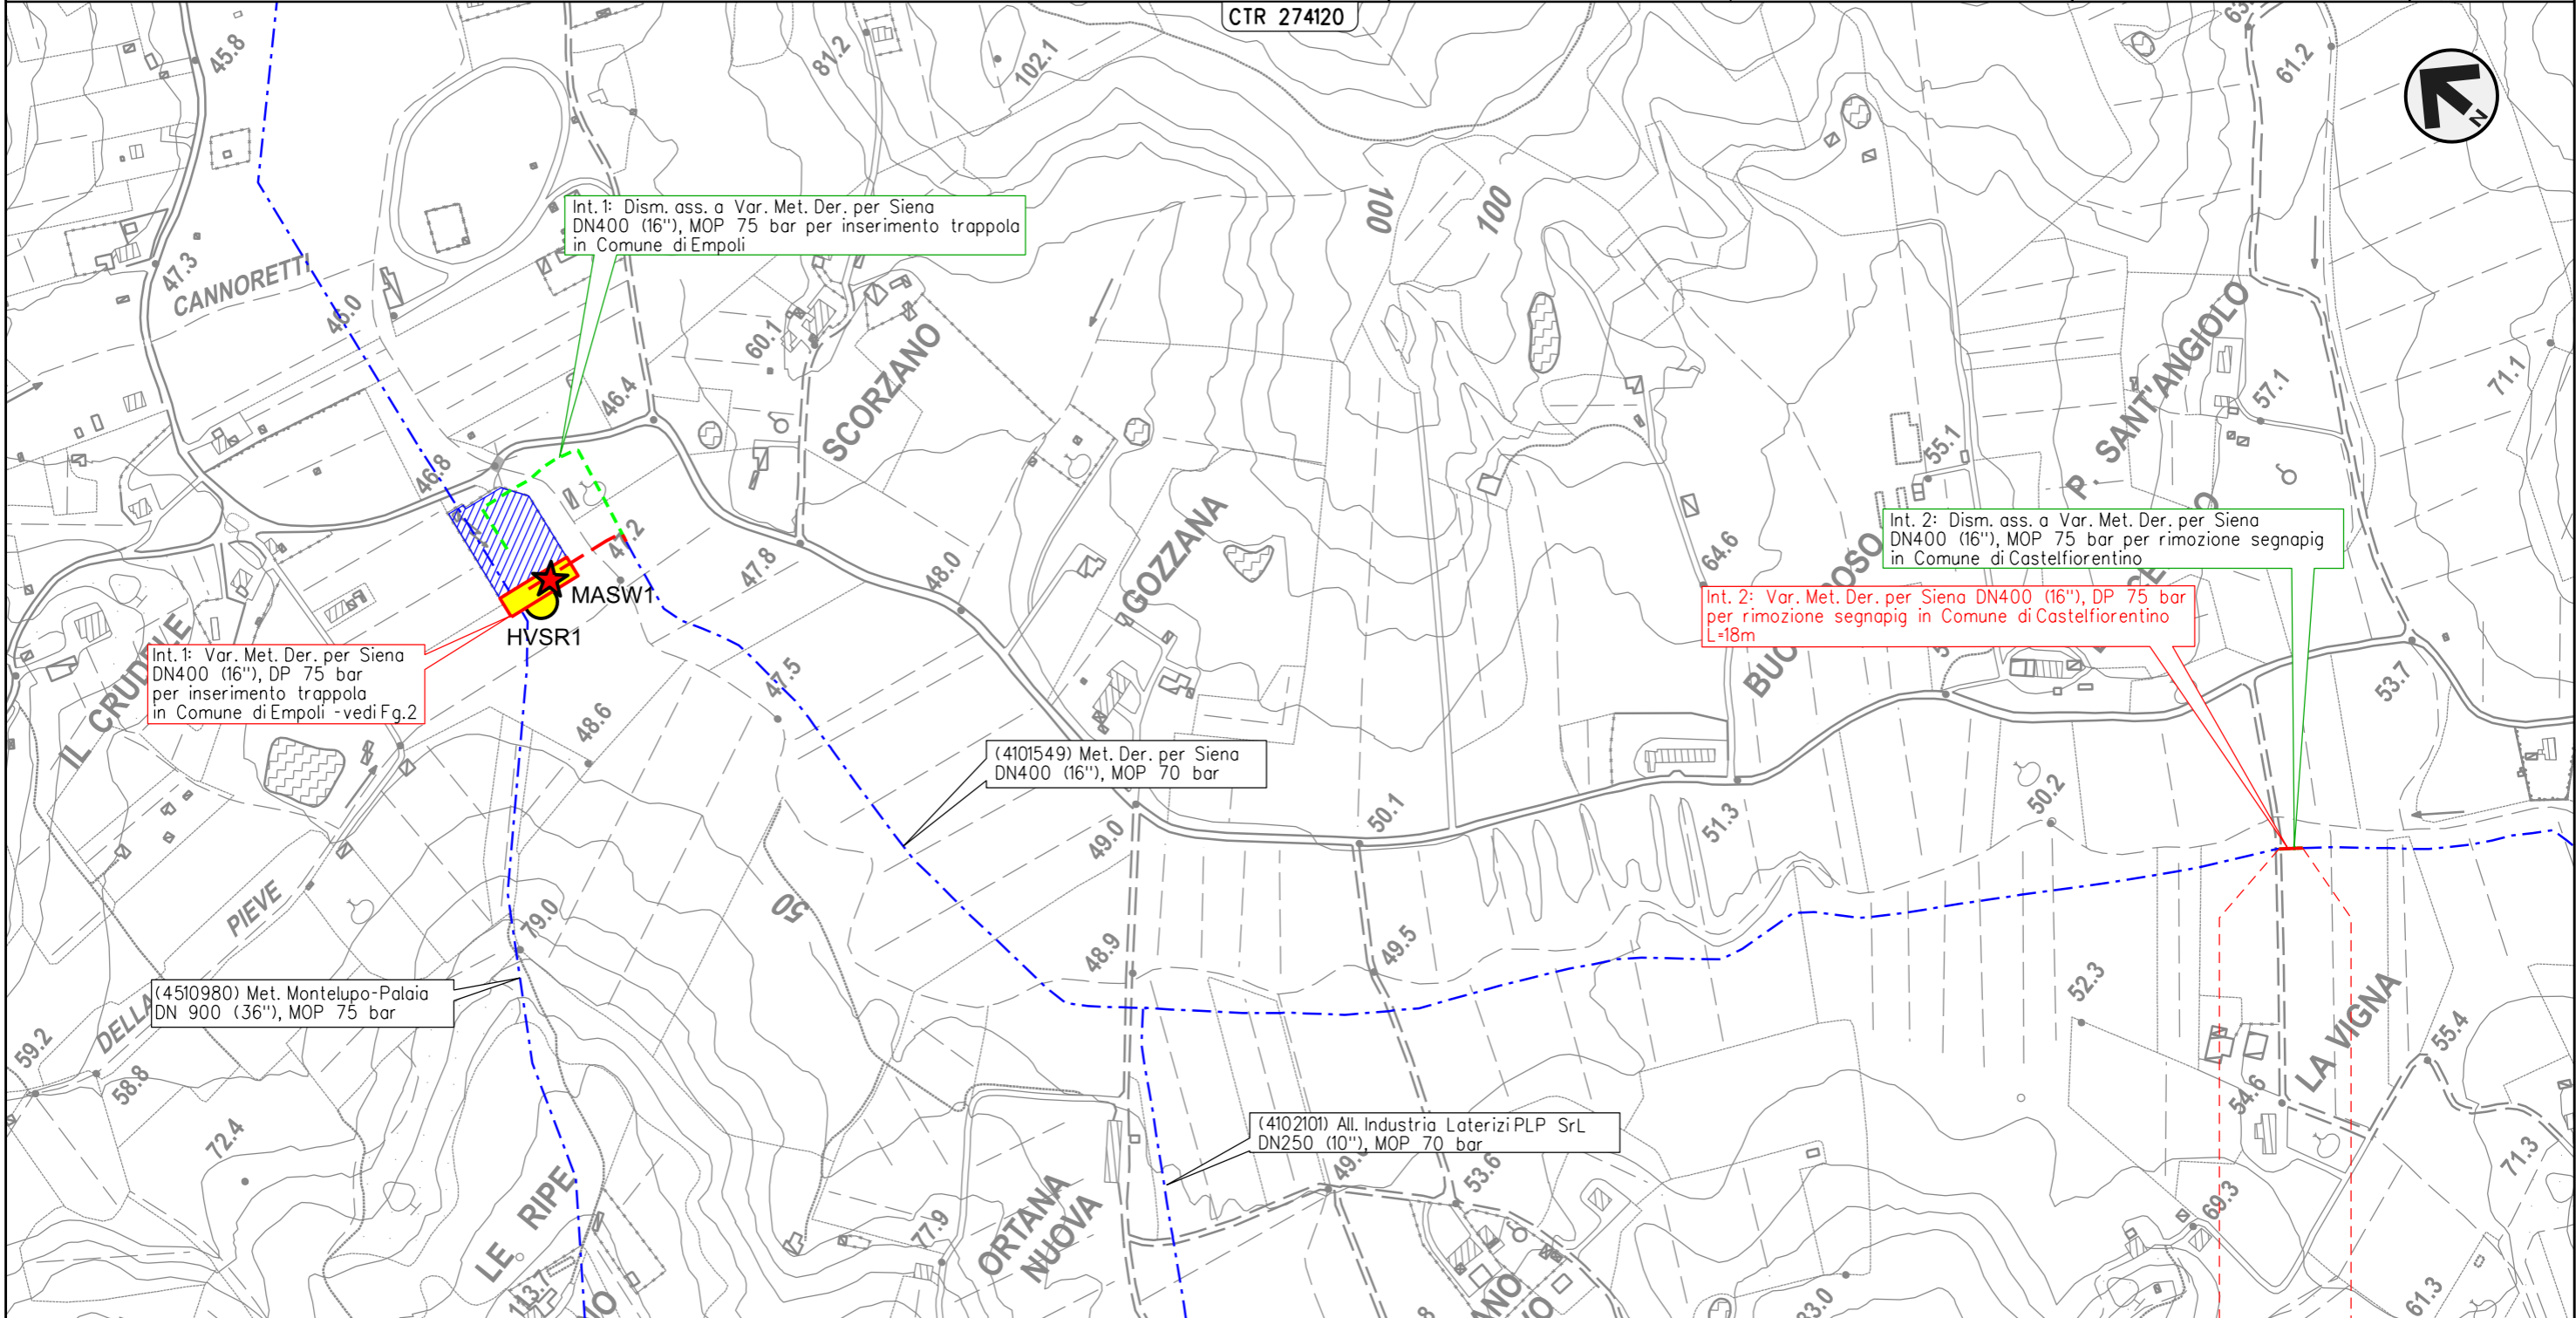 CTR 274120
45.8
81.2
102.1
61.2
N
Int. 1: Dism. ass. a Var. Met. Der. per Siena
DN400 (16"), MOP 75 bar per inserimento trappola
in Comune di Empoli
100
100
47.3
CANNORETTI
46.0
60.1
SCORZANO
46.4
46.8
P. SANT'ANGIOLO
57.1
71.1
55.1
GOZZANA
Int. 2: Dism. ass. a Var. Met. Der. per Siena
DN400 (16"), MOP 75 bar per rimozione segnapig
in Comune di Castelfiorentino
47.8
48.0
64.6
MASW1
HVSR1
Int. 2: Var. Met. Der. per Siena DN400 (16"), DP 75 bar
per rimozione segnapig in Comune di Castelfiorentino
L=18m
IL CRUDELE
Int. 1: Var. Met. Der. per Siena
DN400 (16"), DP 75 bar
per inserimento trappola
in Comune di Empoli - vedi Fg.2
47.5
48.6
53.7
(4101549) Met. Der. per Siena
DN400 (16"), MOP 70 bar
50.1
51.3
50.2
49.0
50
PIEVE
DELLA
79.0
48.9
49.5
52.3
(4510980) Met. Montelupo-Palaia
DN 900 (36"), MOP 75 bar
LA VIGNA
55.4
59.2
58.8
54.6
72.4
(4102101) All. Industria Laterizi PLP SrL
DN250 (10"), MOP 70 bar
53.6
71.3
69.3
LE RIPE
77.9
ORTANA
NUOVA
113.7
61.3